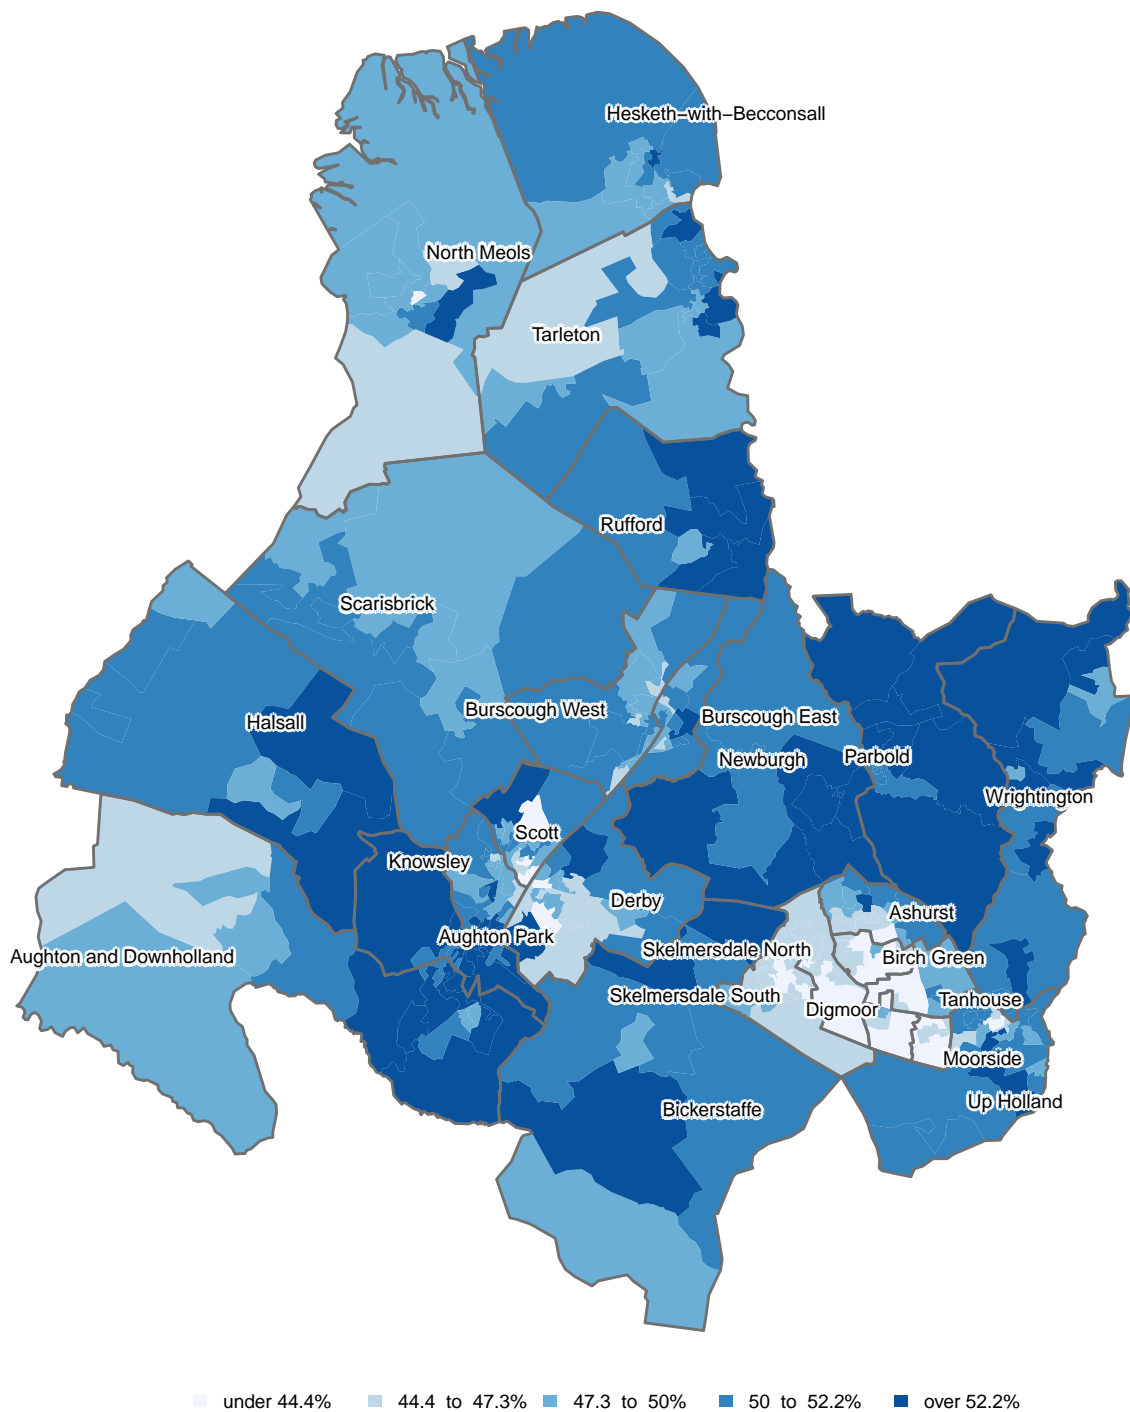 Hesketh−with−Becconsall
North Meols
Tarleton
Rufford
Scarisbrick
Burscough West
Burscough East
Halsall
Newburgh
Parbold
Wrightington
Scott
Knowsley
Derby
Ashurst
Aughton Park
Skelmersdale North
Aughton and Downholland
Birch Green
Skelmersdale South
Tanhouse
Digmoor
Moorside
Up Holland
Bickerstaffe
under 44.4% 44.4 to 47.3% 47.3 to 50% 50 to 52.2% over 52.2%